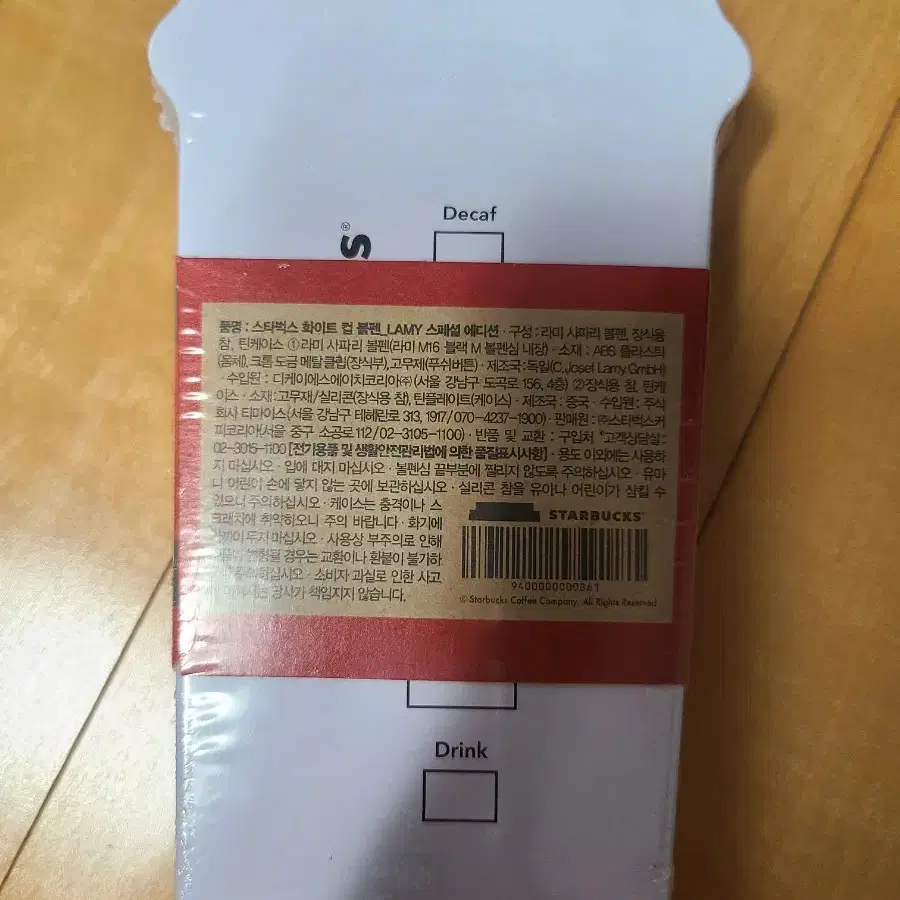 Decaf
S®
품명 : 스타벅스 화이트 컵 볼펜_LAMY 스페셜 에디션 · 구성 : 라미 사파리 볼펜, 장식용
참, 틴케이스 ①라미 사파리 볼펜(라미 M16 블랙 M 볼펜심 내장) · 소재 : ABS 플라스틱
(몸체), 크롬 도금 메탈 클립(장식부), 고무제(푸쉬버튼) · 제조국 : 독일(C.Josef Lamy GmbH)
· 수입원 : 디케이에스에이치코리아㈜ (서울 강남구 도곡로 156, 4층) ②장식용 참, 틴케
이스 · 소재 : 고무제/실리콘(장식용 참), 틴플레이트(케이스) · 제조국 : 중국 · 수입원 : 주식
회사 티마이스(서울 강남구 테헤란로 313, 1917/070-4237-1900) · 판매원 : ㈜스타벅스커
피코리아(서울 중구 소공로 112/02-3105-1100) · 반품 및 교환 : 구입처 *고객상담실 :
02-3015-1100 [전기용품 및 생활안전관리법에 의한 품질표시사항] · 용도 이외에는 사용하
지 마십시오 · 입에 대지 마십시오 · 볼펜심 끝부분에 찔리지 않도록 주의하십시오 · 유아
나 어린이 손에 닿지 않는 곳에 보관하십시오 · 실리콘 참을 유아나 어린이가 삼킬 수
있으니 주의하십시오 · 케이스는 충격이나 스
크래치에 취약하오니 주의 바랍니다 · 화기에
두지 마십시오 · 사용상 부주의로 인해
경우는 교환이나 환불이 불가하
· 소비자 과실로 인한 사고
당사가 책임지지 않습니다.
STARBUCKS™
9400000000861
© Starbucks Coffee Company. All Rights Reserved
Drink